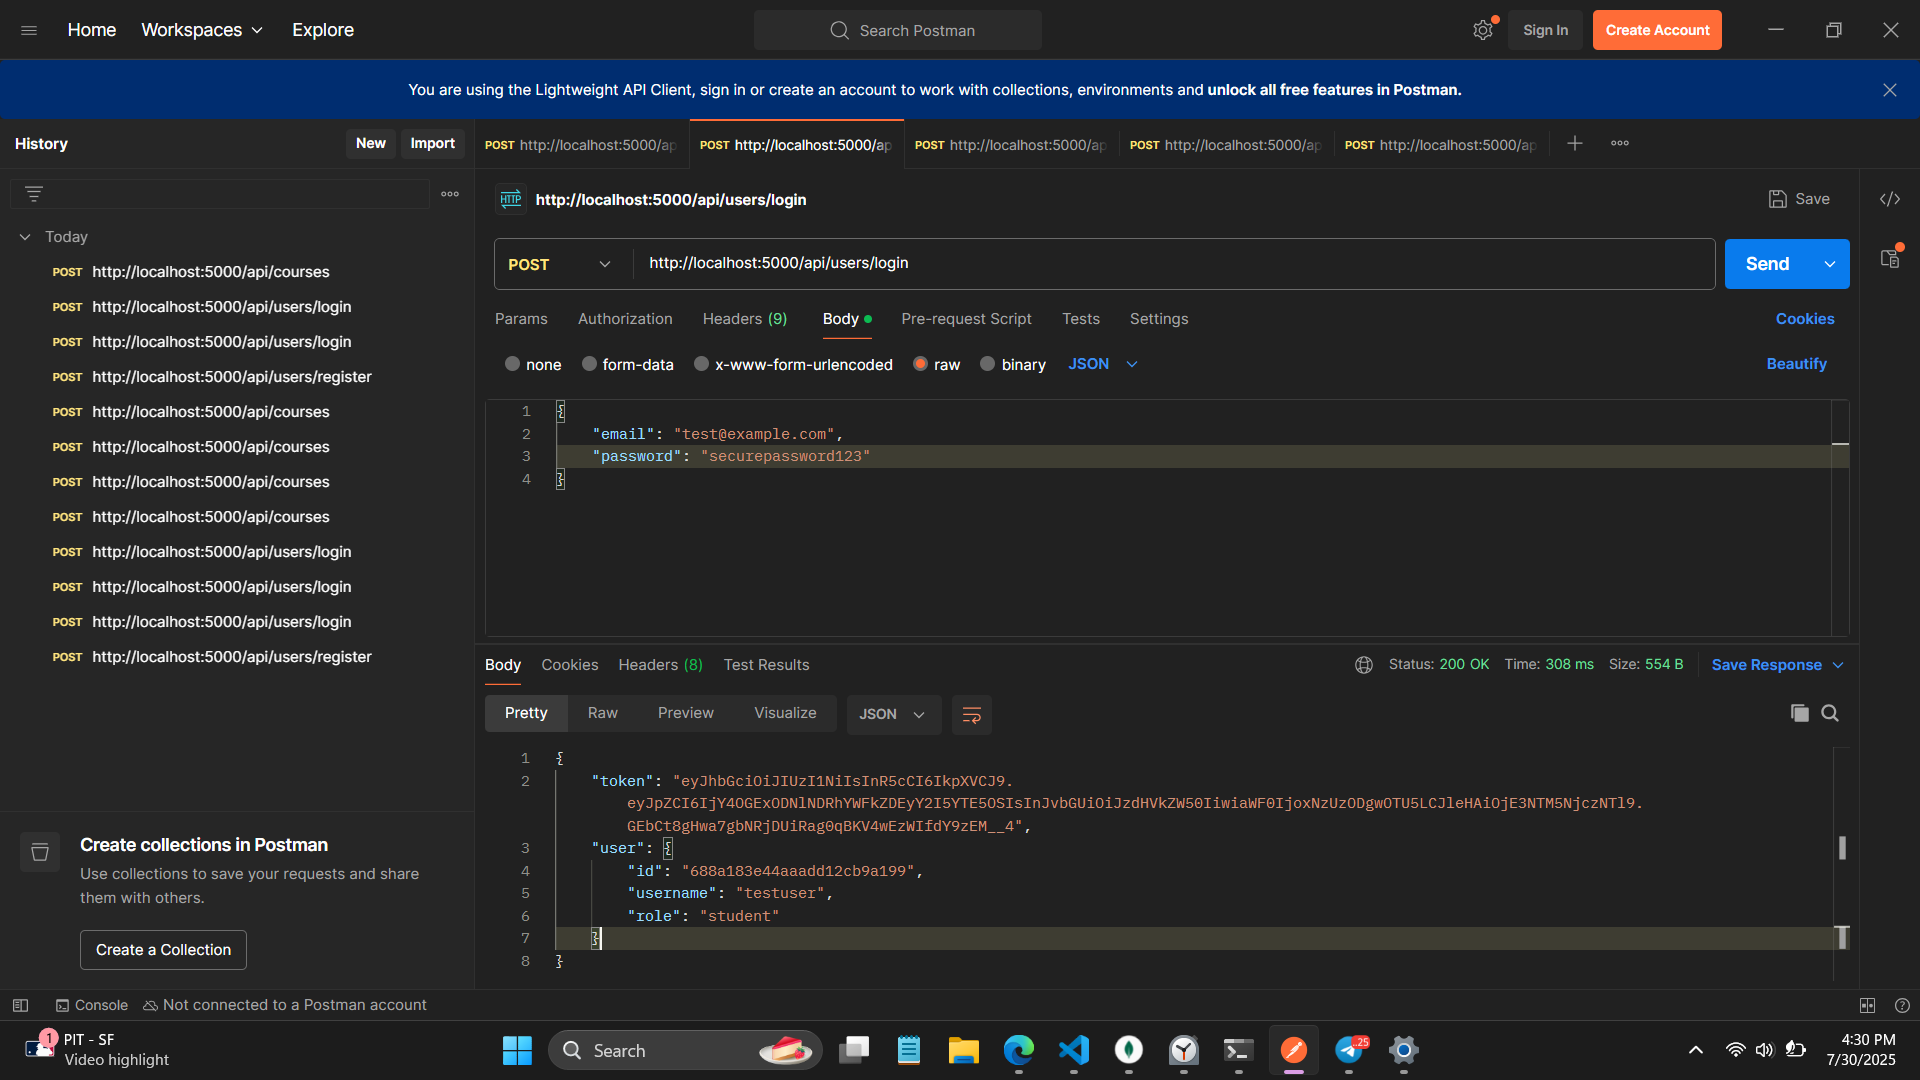 Home
Workspaces
Explore
Search Postman
Sign In
Create Account
You are using the Lightweight API Client, sign in or create an account to work with collections, environments and unlock all free features in Postman.
History
New
Import
POST http://localhost:5000/ap
POST http://localhost:5000/ap
POST http://localhost:5000/ap
POST http://localhost:5000/ap
POST http://localhost:5000/ap
Today
POST http://localhost:5000/api/courses
POST http://localhost:5000/api/users/login
POST http://localhost:5000/api/users/login
POST http://localhost:5000/api/users/register
POST http://localhost:5000/api/courses
POST http://localhost:5000/api/courses
POST http://localhost:5000/api/courses
POST http://localhost:5000/api/courses
POST http://localhost:5000/api/users/login
POST http://localhost:5000/api/users/login
POST http://localhost:5000/api/users/login
POST http://localhost:5000/api/users/register
Create collections in Postman
Use collections to save your requests and share
them with others.
Create a Collection
HTTP http://localhost:5000/api/users/login
Save
POST http://localhost:5000/api/users/login
Send
Params Authorization Headers (9) Body Pre-request Script Tests Settings Cookies
none form-data x-www-form-urlencoded raw binary JSON Beautify
1 {
2 "email": "test@example.com",
3 "password": "securepassword123"
4 }
Body Cookies Headers (8) Test Results Status: 200 OK Time: 308 ms Size: 554 B Save Response
Pretty Raw Preview Visualize JSON
1 {
2 "token": "eyJhbGciOiJIUzI1NiIsInR5cCI6IkpXVCJ9.
eyJpZCI6IjY4OGExODNlNDRhYWFkZDEyY2I5YTE5OSIsInJvbGUiOiJzdHVkZW50IiwiaWF0IjoxNzUzODgwOTU5LCJleHAiOjE3NTM5NjczNTl9.
GEbCt8gHwa7gbNRjDUiRag0qBKV4wEzWIfdY9zEM__4",
3 "user": {
4 "id": "688a183e44aaadd12cb9a199",
5 "username": "testuser",
6 "role": "student"
7 }
8 }
Console
Not connected to a Postman account
1
PIT - SF
Video highlight
Search
25
4:30 PM
7/30/2025